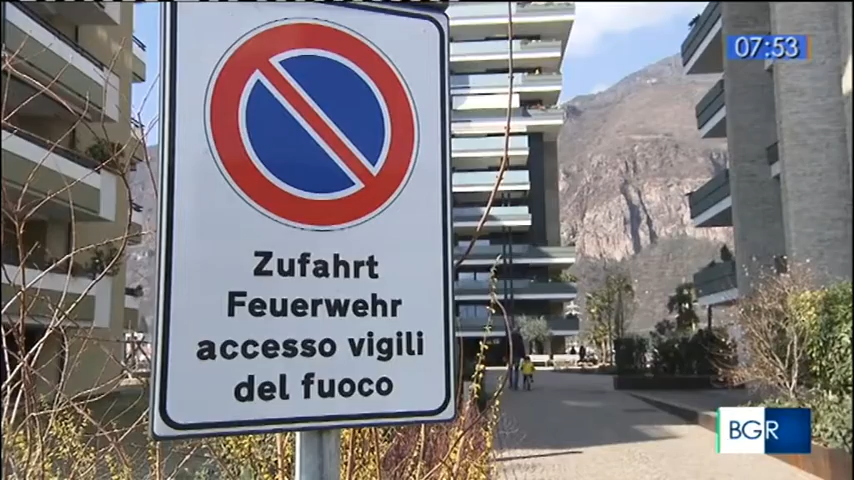 07:53
Zufahrt
Feuerwehr
accesso vigili
del fuoco
BGR